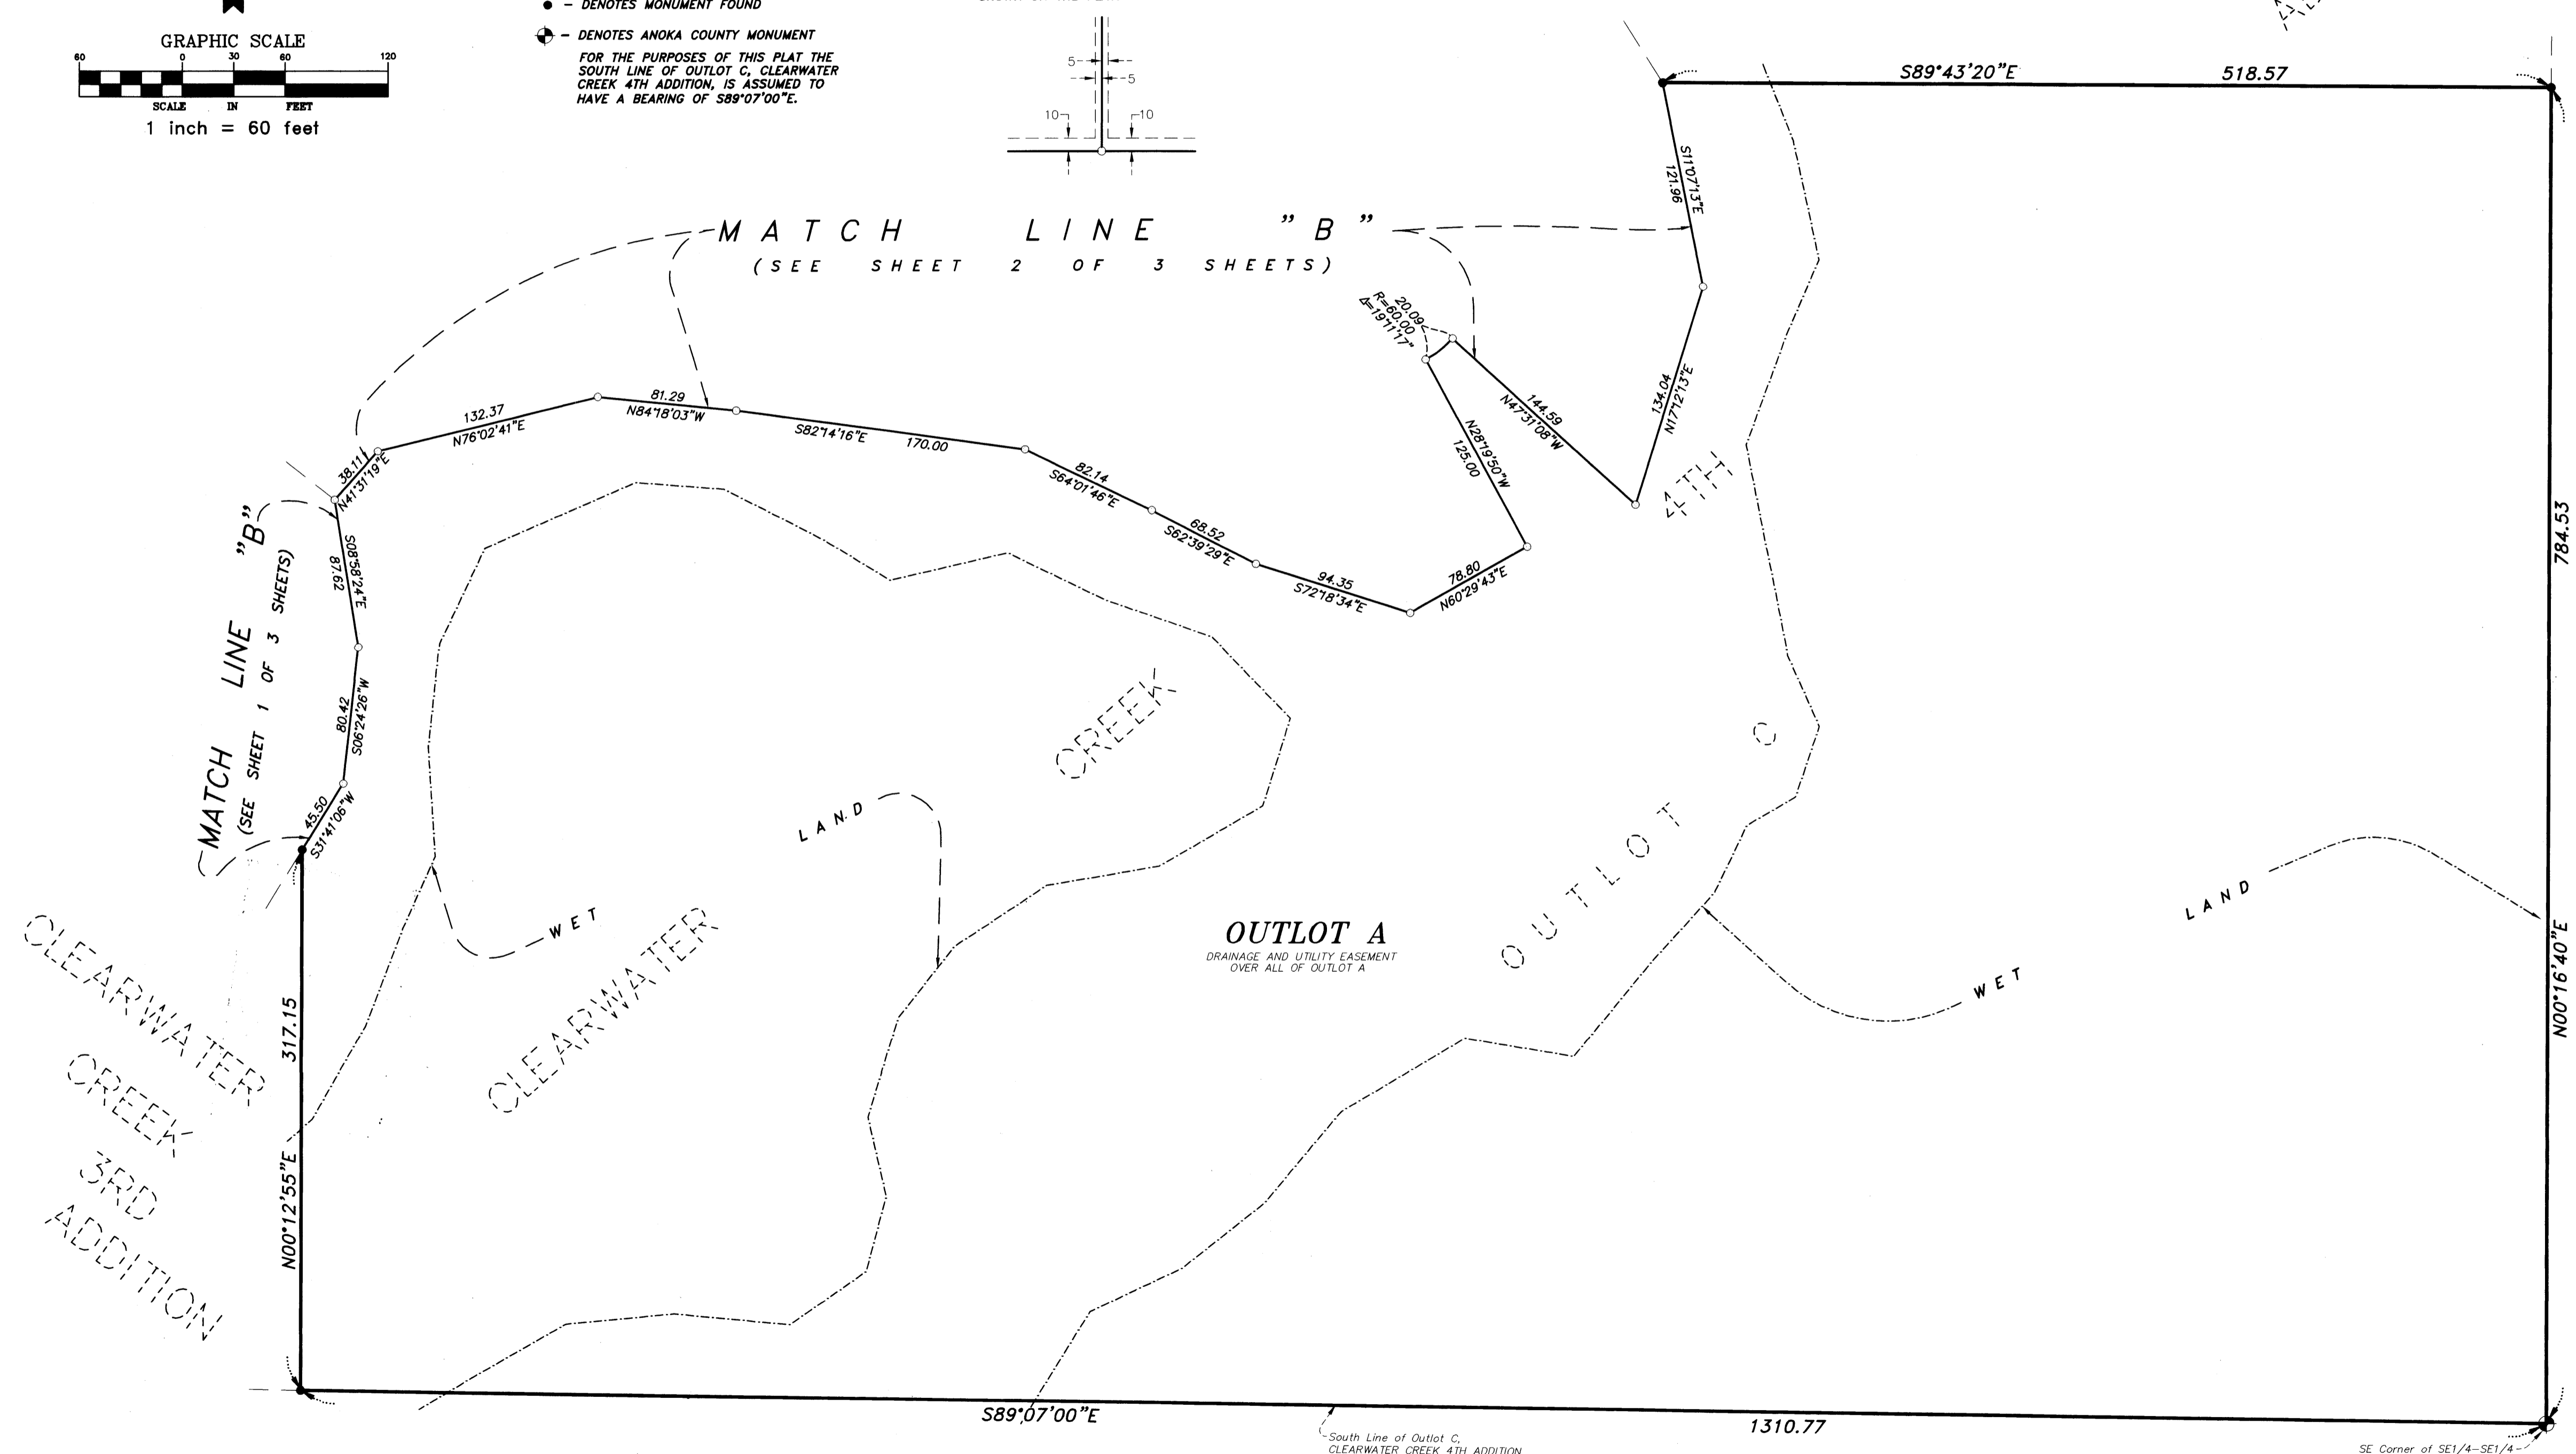 ● – DENOTES MONUMENT FOUND
– DENOTES ANOKA COUNTY MONUMENT
FOR THE PURPOSES OF THIS PLAT THE
SOUTH LINE OF OUTLOT C, CLEARWATER
CREEK 4TH ADDITION, IS ASSUMED TO
HAVE A BEARING OF S89°07'00"E.
GRAPHIC SCALE
60 0 30 60 120
SCALE IN FEET
1 inch = 60 feet
5
5
10
10
S89°43'20"E 518.57
S11°07'13"E
121.96
MATCH LINE "B"
(SEE SHEET 2 OF 3 SHEETS)
20.09
R=60.00
Δ=19°11'17"
144.59
N47°31'08"W
134.04
N17°12'13"E
N28°19'50"W
125.00
132.37
N76°02'41"E
81.29
N84°18'03"W
S82°14'16"E 170.00
82.14
S64°01'46"E
68.52
S62°39'29"E
94.35
S72°18'34"E
78.80
N60°29'43"E
38.11
N41°31'19"E
S08°58'24"E
87.62
80.42
S06°24'26"W
45.50
S31°41'06"W
MATCH LINE "B"
(SEE SHEET 1 OF 3 SHEETS)
784.53
N00°16'40"E
4TH
CREEK
CLEARWATER
OUTLOT C
LAND
WET
LAND
WET
OUTLOT A
DRAINAGE AND UTILITY EASEMENT
OVER ALL OF OUTLOT A
CLEARWATER
CREEK
3RD
ADDITION
317.15
N00°12'55"E
S89°07'00"E
1310.77
South Line of Outlot C,
CLEARWATER CREEK 4TH ADDITION
SE Corner of SE1/4-SE1/4